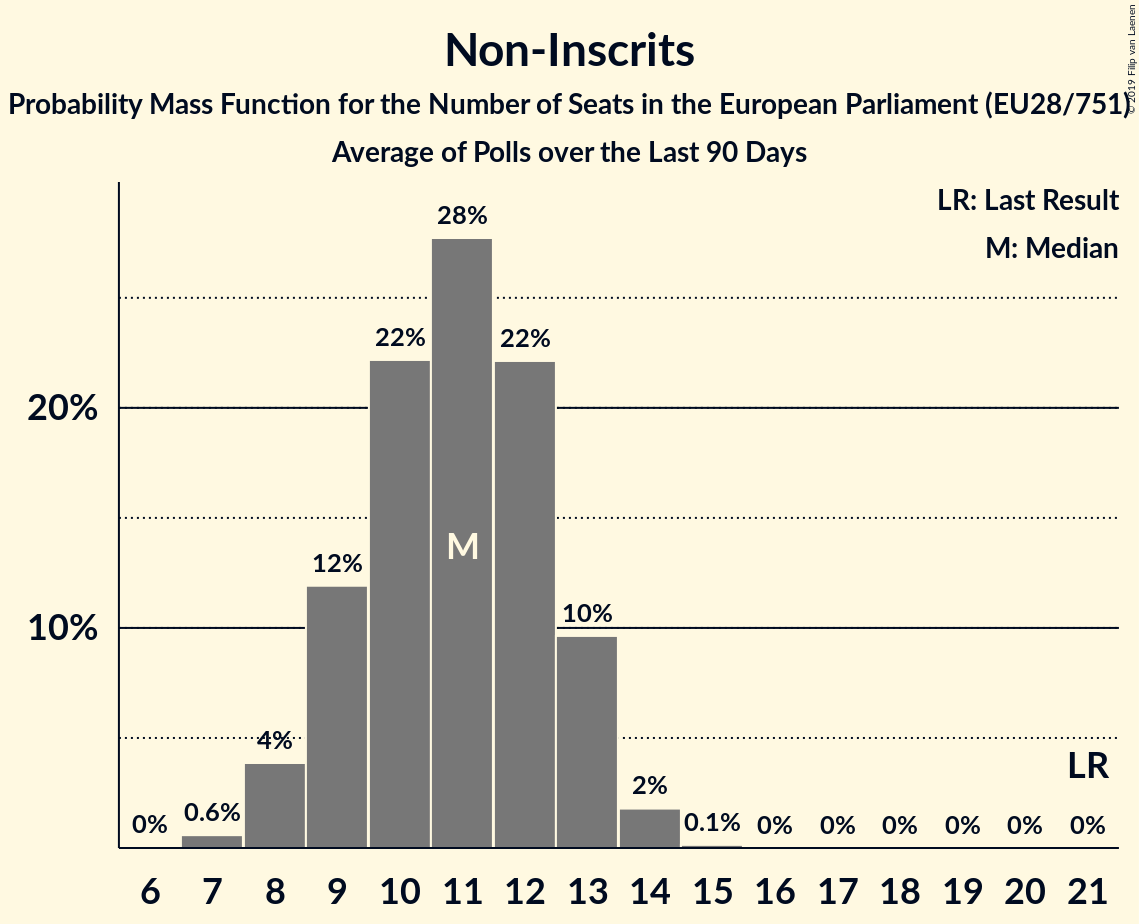 Non-Inscrits
Probability Mass Function for the Number of Seats in the European Parliament (EU28/751)
Average of Polls over the Last 90 Days
© 2019 Filip van Laenen
LR: Last Result
M: Median
28%
22%
22%
20%
M
12%
10%
10%
4%
LR
0%
0.6%
2%
0.1%
0%
0%
0%
0%
0%
0%
6 7 8 9 10 11 12 13 14 15 16 17 18 19 20 21